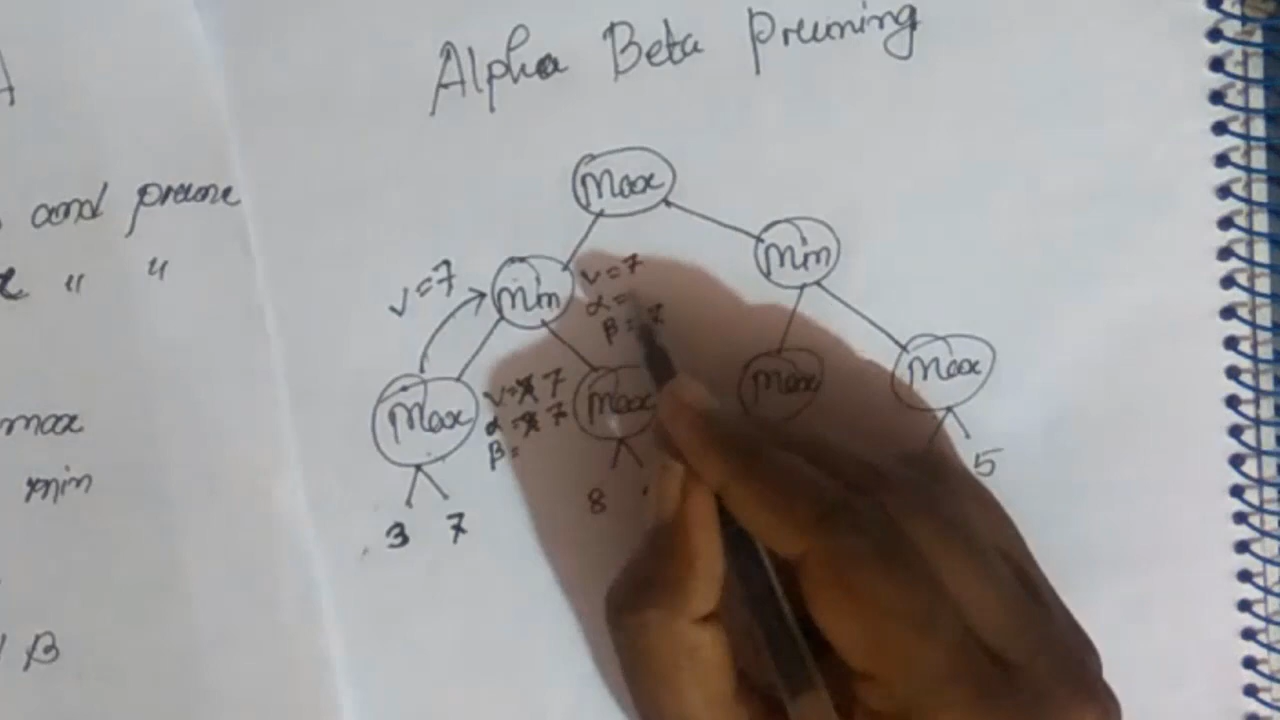 Alpha Beta Pruning
and prune
" "
max
min
β
Max
Min
Min
V=7
V=7
α=
β=7
Max
V= 7
α= 7
β=
Max
Max
Max
3 7
8
5